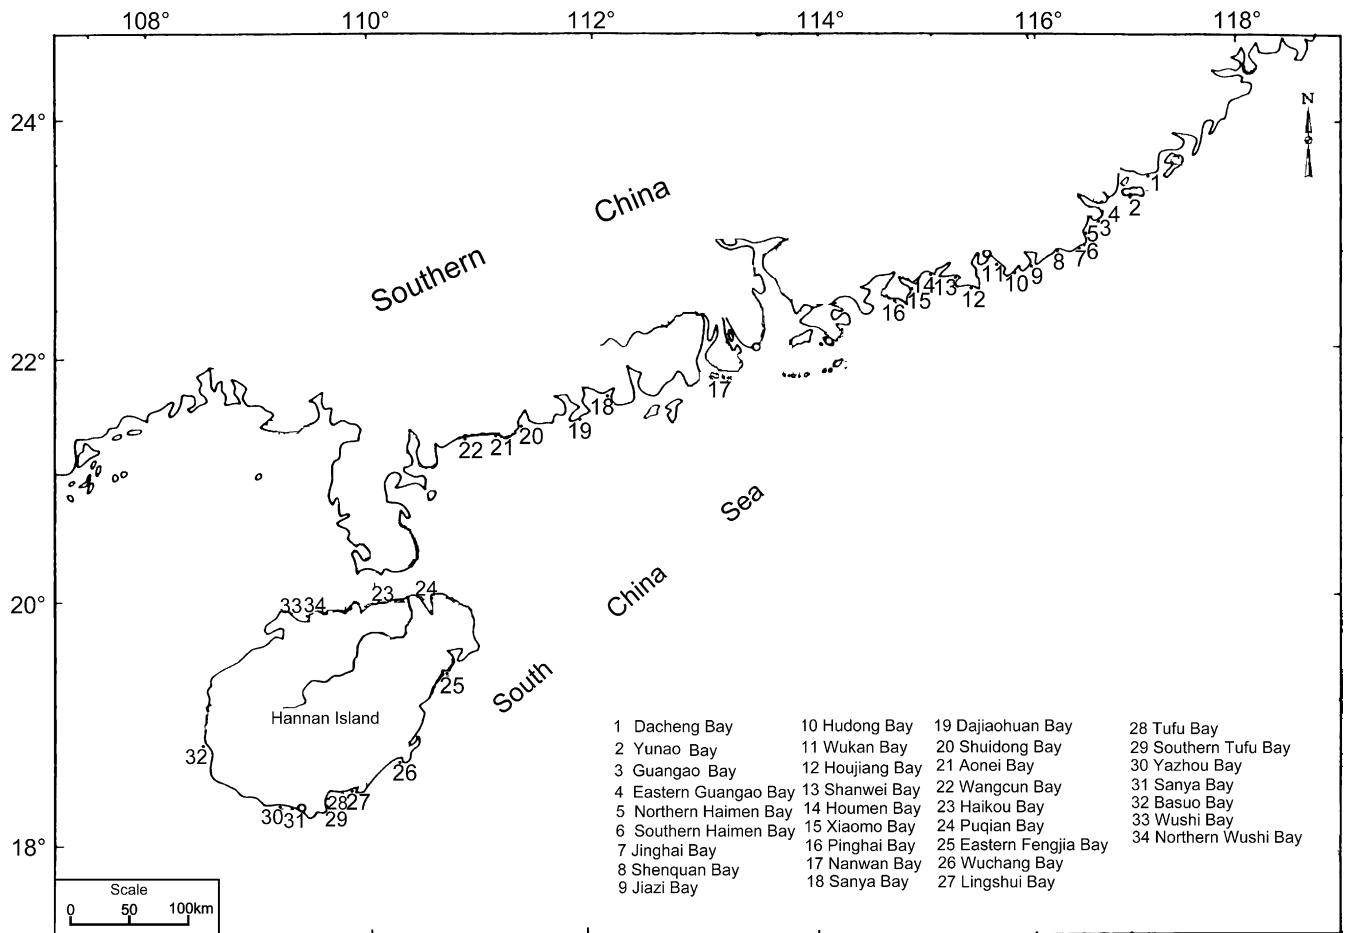 108° 110° 112° 114° 116° 118°
24°
N
China
Southern
1
2
4
3
5
6
7
8
9
10
11
12
13
14
15
16
22°
17
18
19
20
21
22
Sea
China
South
20°
33 34 23 24
25
Hannan Island
32
26
28 27
30 31 29
18°
Scale
0 50 100km
1 Dacheng Bay
2 Yunao Bay
3 Guangao Bay
4 Eastern Guangao Bay
5 Northern Haimen Bay
6 Southern Haimen Bay
7 Jinghai Bay
8 Shenquan Bay
9 Jiazi Bay
10 Hudong Bay
11 Wukan Bay
12 Houjiang Bay
13 Shanwei Bay
14 Houmen Bay
15 Xiaomo Bay
16 Pinghai Bay
17 Nanwan Bay
18 Sanya Bay
19 Dajiaohuan Bay
20 Shuidong Bay
21 Aonei Bay
22 Wangcun Bay
23 Haikou Bay
24 Puqian Bay
25 Eastern Fengjia Bay
26 Wuchang Bay
27 Lingshui Bay
28 Tufu Bay
29 Southern Tufu Bay
30 Yazhou Bay
31 Sanya Bay
32 Basuo Bay
33 Wushi Bay
34 Northern Wushi Bay